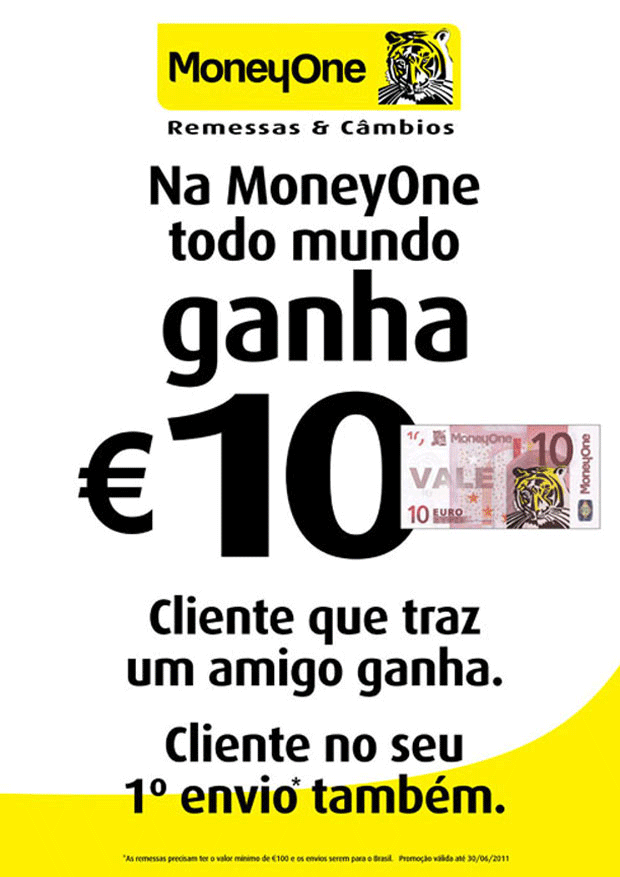 MoneyOne
Remessas & Câmbios
Na MoneyOne
todo mundo
ganha
€10
10 MoneyOne 10
VALE
10 EURO
MoneyOne
Cliente que traz
um amigo ganha.
Cliente no seu
1º envio* também.
*As remessas precisam ter o valor mínimo de €100 e os envios serem para o Brasil. Promoção válida até 30/06/2011